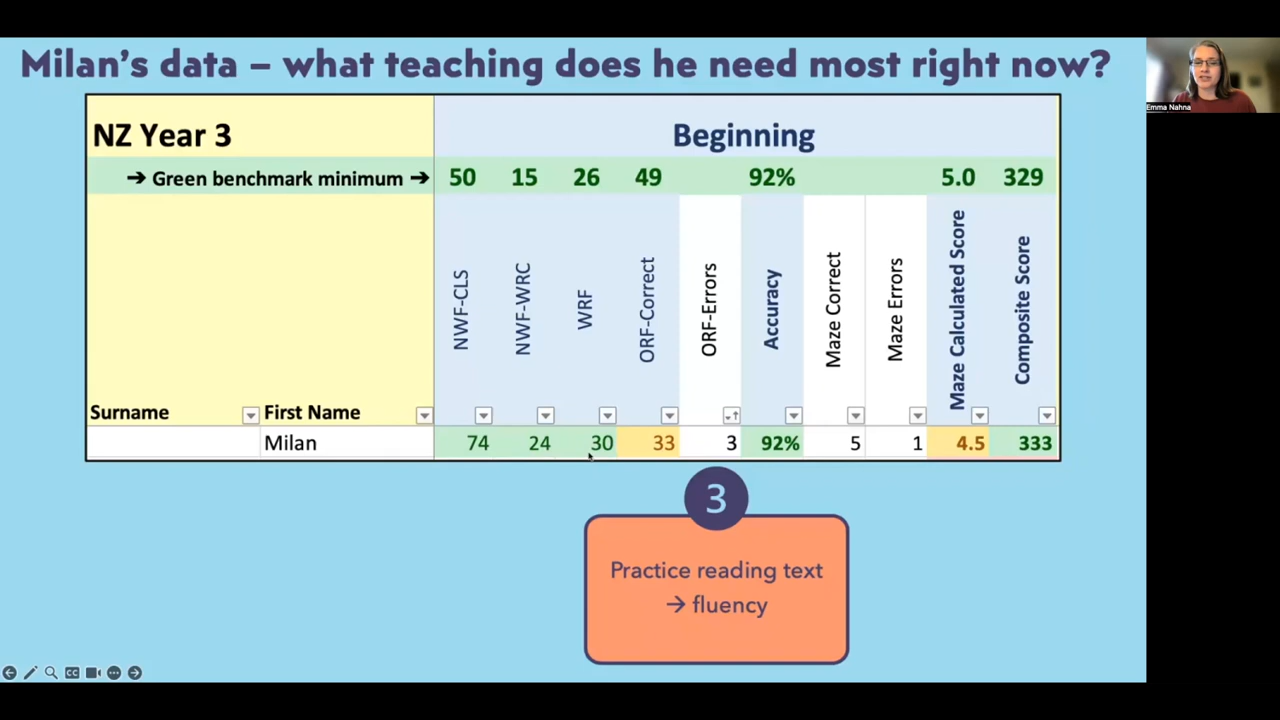 Milan's data – what teaching does he need most right now?
Emma Nahna
NZ Year 3
Beginning
→ Green benchmark minimum →
50 15 26 49 92% 5.0 329
NWF-CLS
NWF-WRC
WRF
ORF-Correct
ORF-Errors
Accuracy
Maze Correct
Maze Errors
Maze Calculated Score
Composite Score
Surname First Name
Milan 74 24 30 33 3 92% 5 1 4.5 333
3
Practice reading text
→ fluency
CC